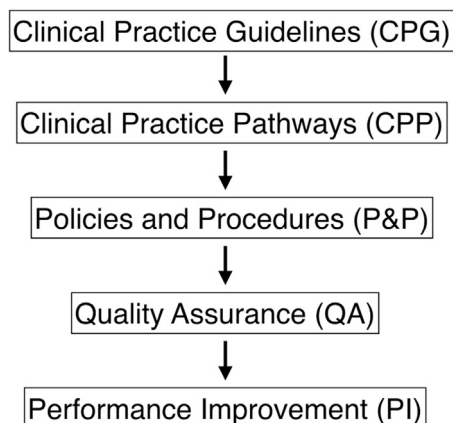 Clinical Practice Guidelines (CPG)
Clinical Practice Pathways (CPP)
Policies and Procedures (P&P)
Quality Assurance (QA)
Performance Improvement (PI)